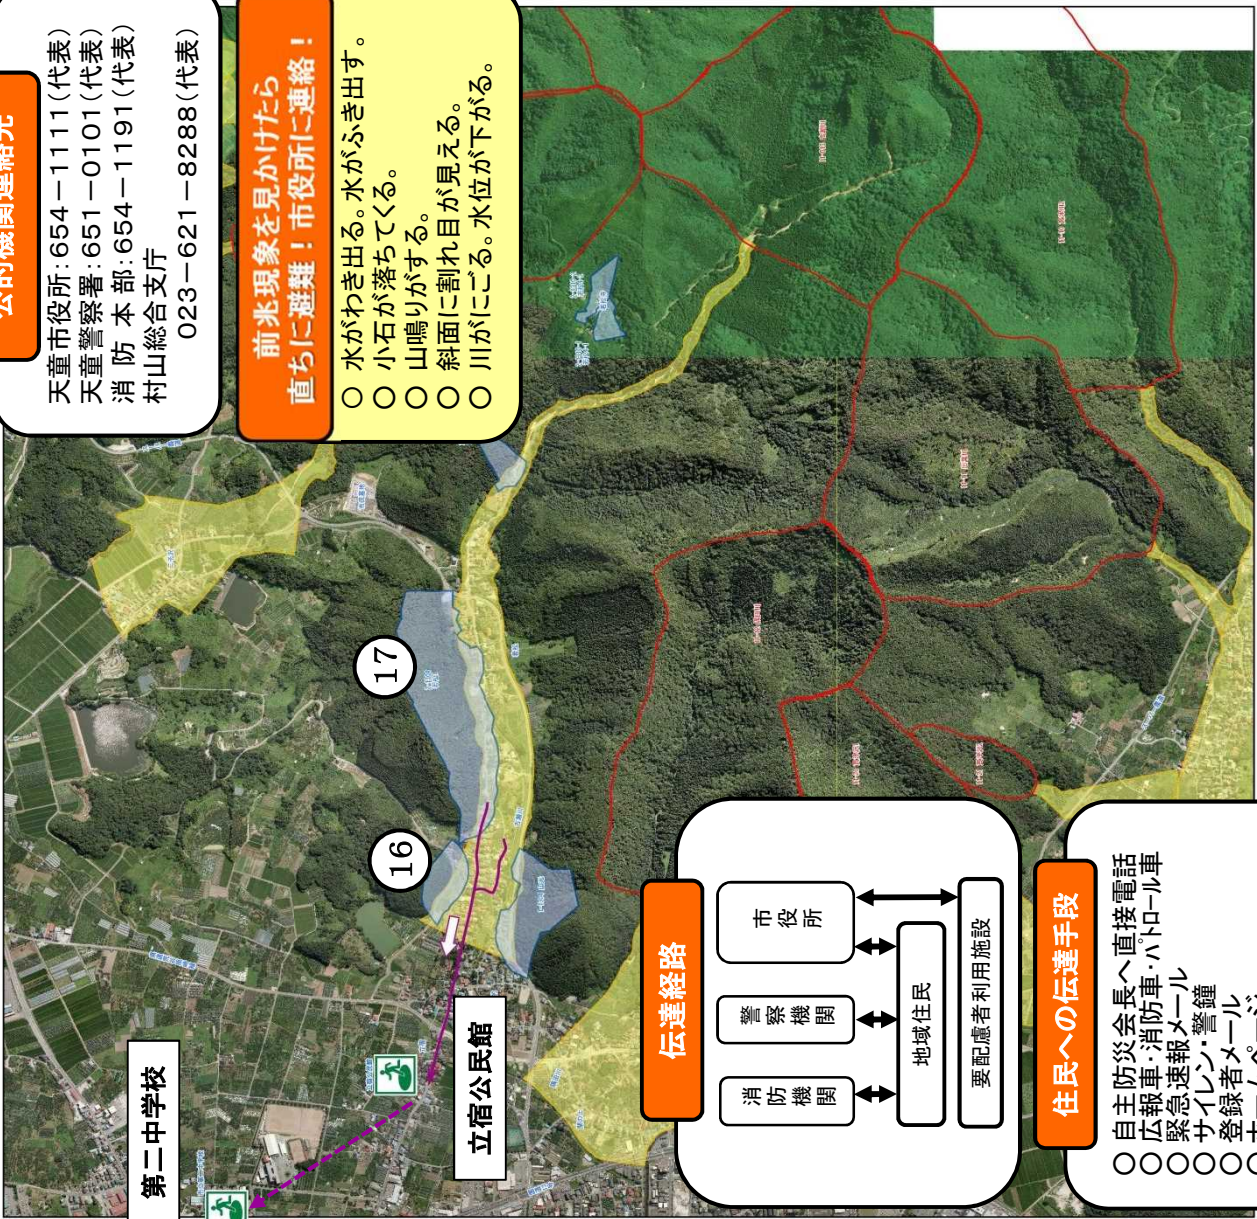 公的機関連絡先
天童市役所:654-1111(代表)
天童警察署:651-0101(代表)
消 防 本 部:654-1191(代表)
村山総合支庁
023-621-8288(代表)
前兆現象を見かけたら
直ちに避難！市役所に連絡！
○ 水がわき出る。水がふき出す。
○ 小石が落ちてくる。
○ 山鳴りがする。
○ 斜面に割れ目が見える。
○ 川がにごる。水位が下がる。
17
16
第二中学校
立宿公民館
伝達経路
市役所
警察機関
消防機関
地域住民
要配慮者利用施設
住民への伝達手段
○ 自主防災会会長へ直接電話
○ 広報車・消防車・パトロール車
○ 緊急速報メール
○ サイレン・警鐘
○ 登録者メール
○ ホームページ